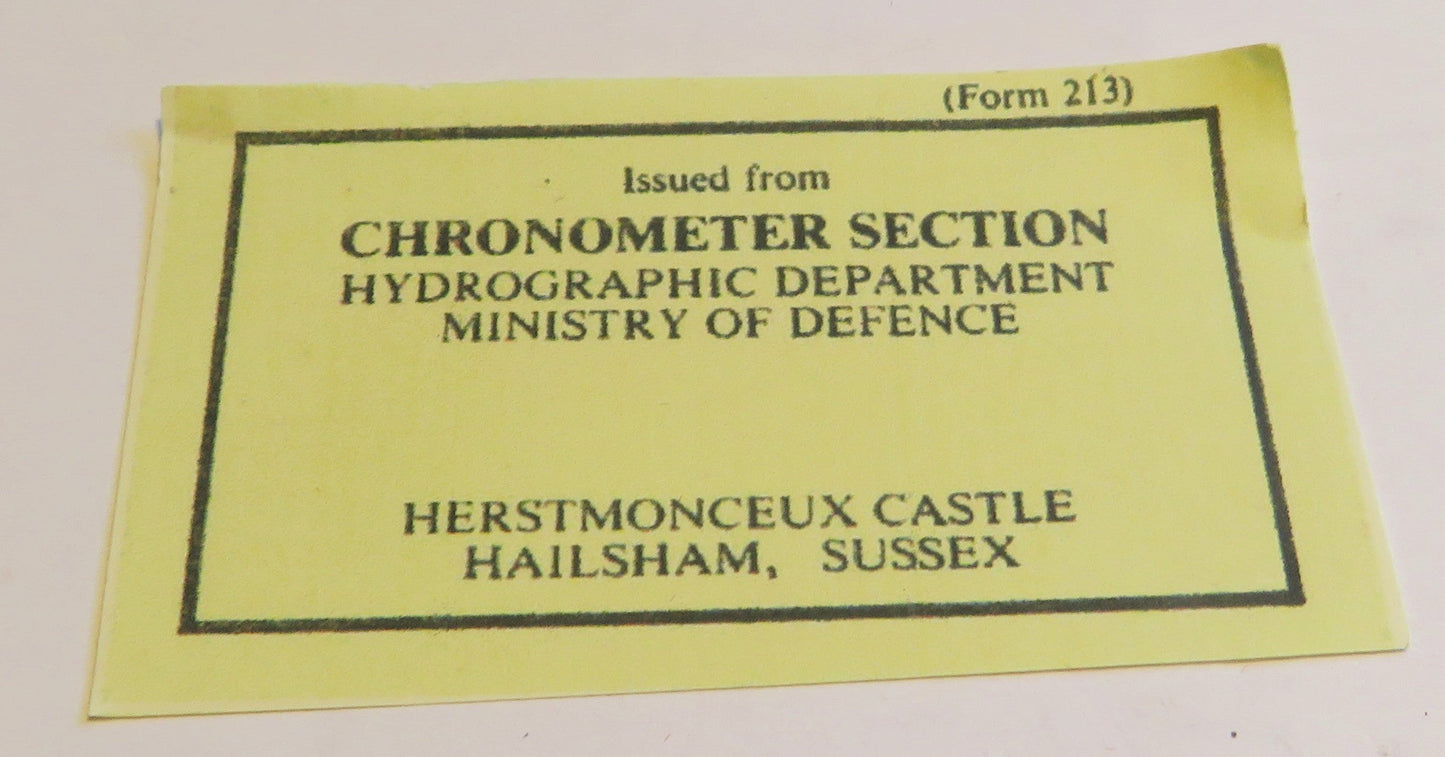 (Form 213)
Issued from
CHRONOMETER SECTION
HYDROGRAPHIC DEPARTMENT
MINISTRY OF DEFENCE
HERSTMONCEUX CASTLE
HAILSHAM, SUSSEX